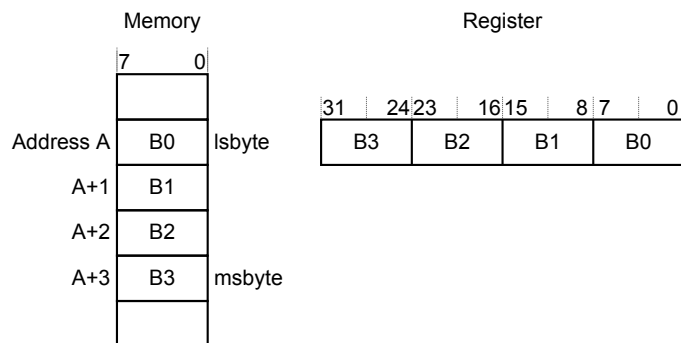 Memory Register
7 0
31 24 23 16 15 8 7 0
Address A B0 lsbyte B3 B2 B1 B0
A+1 B1
A+2 B2
A+3 B3 msbyte